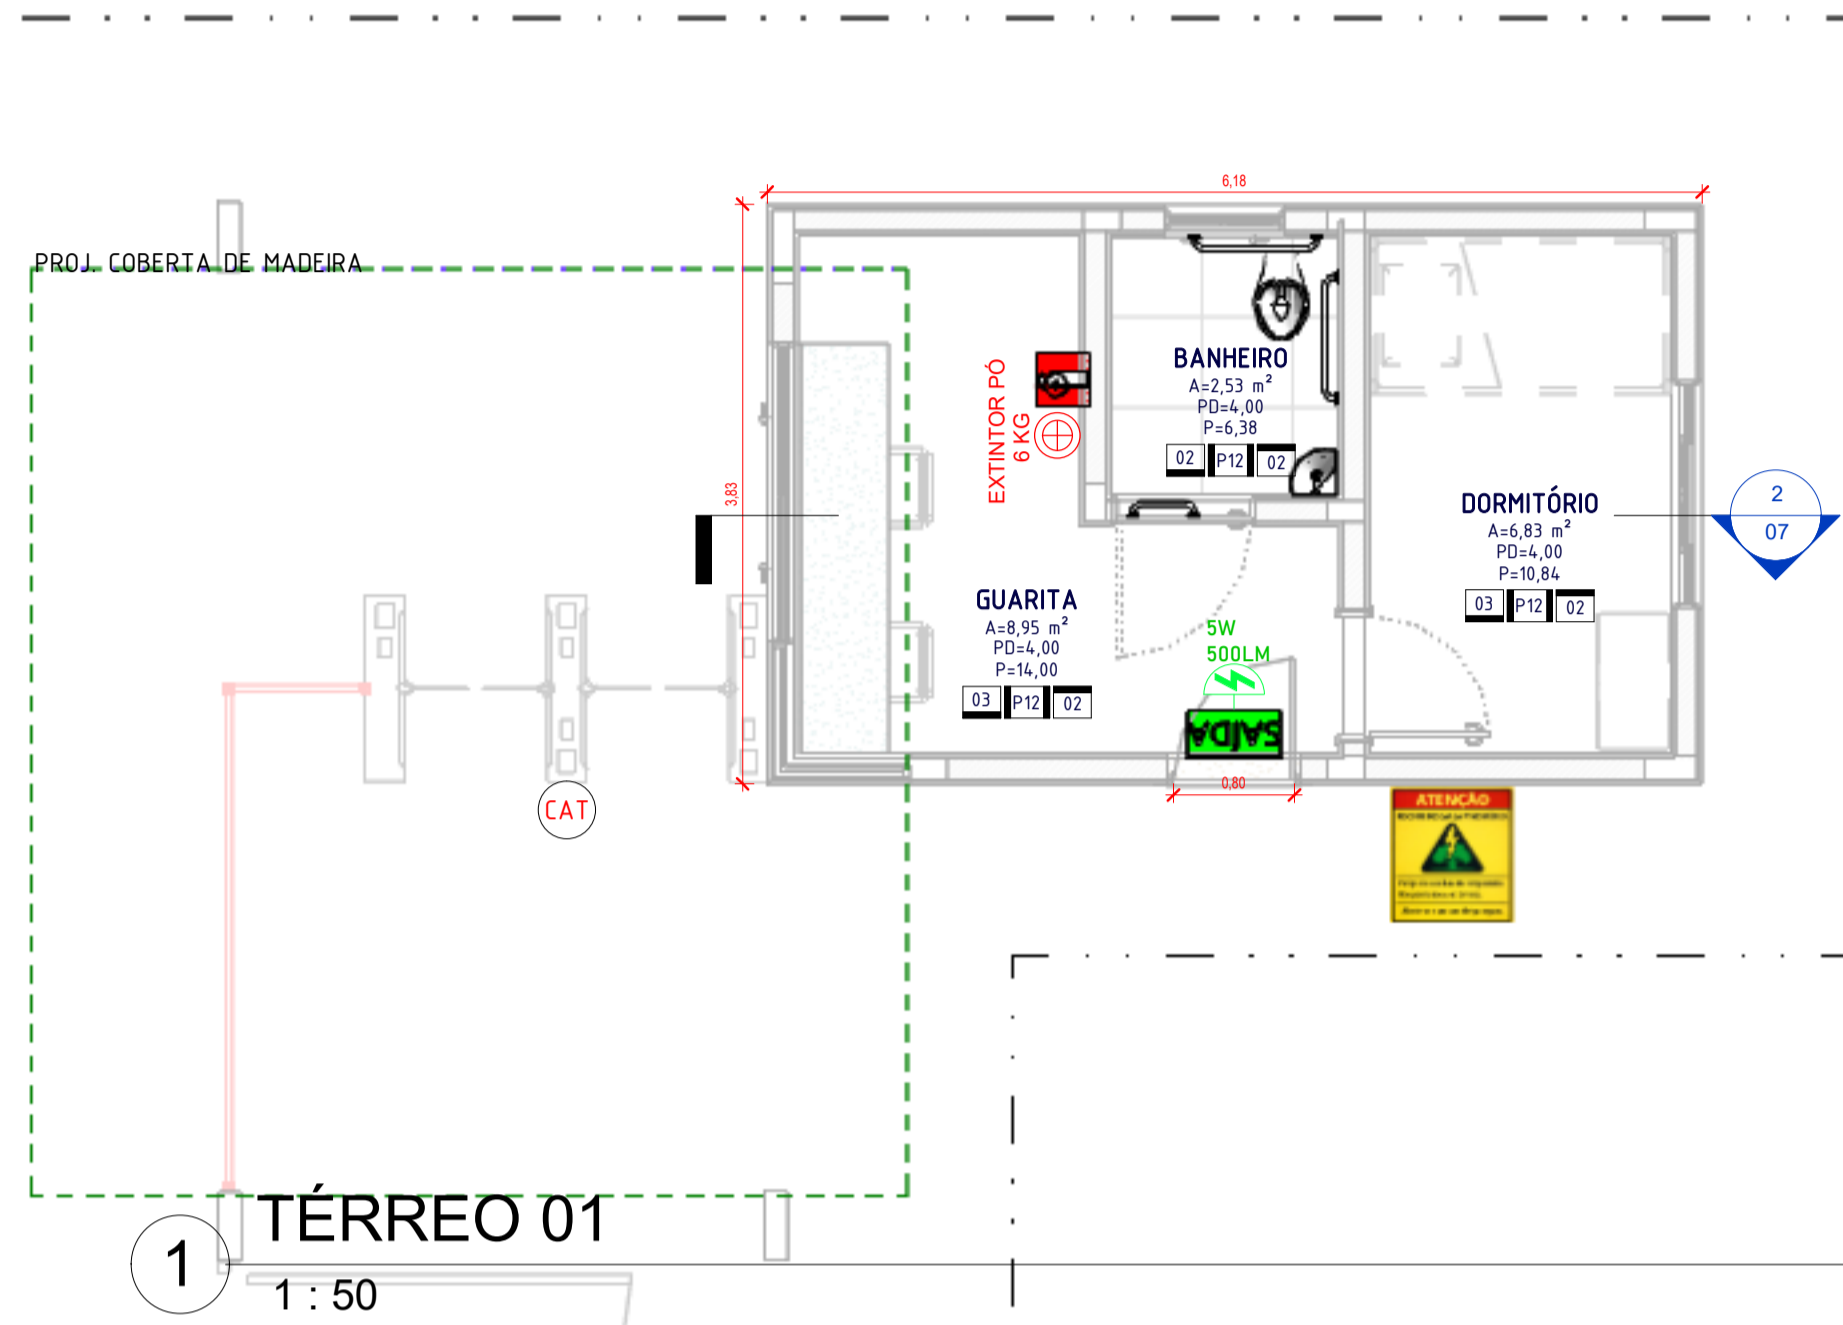 6,18
PROJ. COBERTA DE MADEIRA
3,83
EXTINTOR PÓ
6 KG
BANHEIRO
A=2,53 m²
PD=4,00
P=6,38
02 P12 02
DORMITÓRIO
A=6,83 m²
PD=4,00
P=10,84
03 P12 02
2
07
GUARITA
A=8,95 m²
PD=4,00
P=14,00
03 P12 02
5W
500LM
SAÍDA
0,80
CAT
ATENÇÃO
1
TÉRREO 01
1 : 50